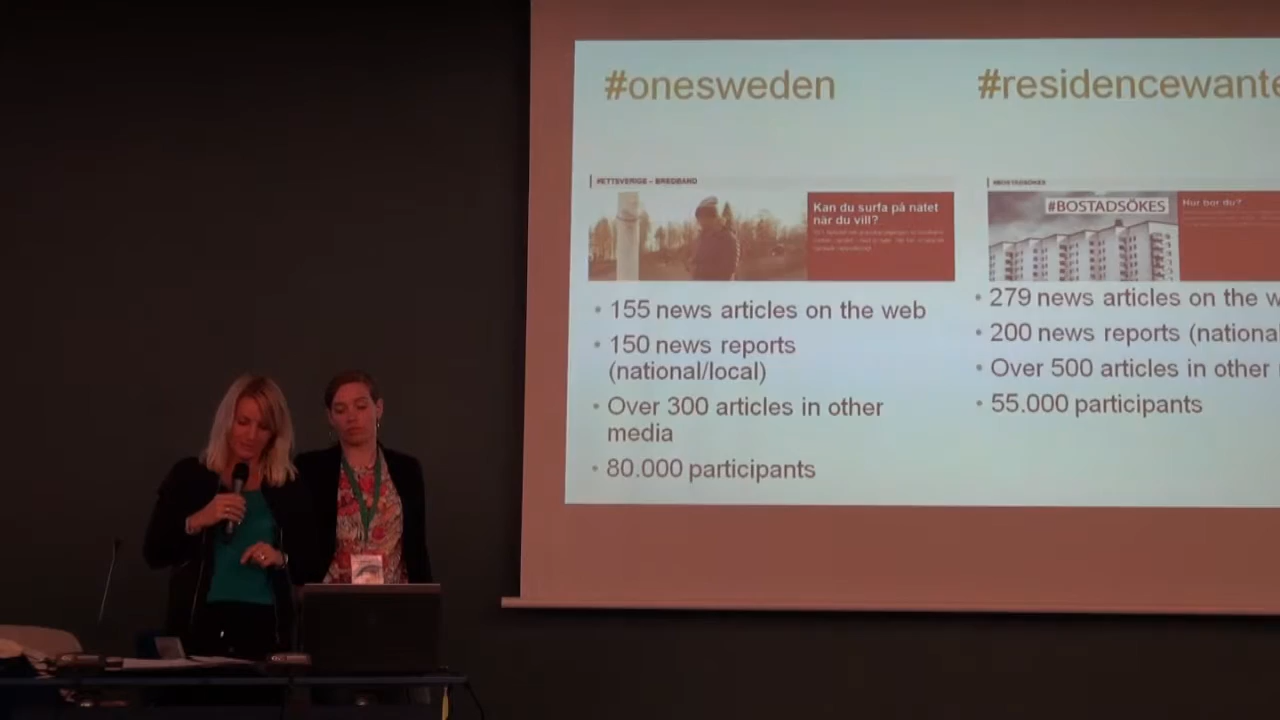 #onesweden
#ETTSVERIGE – BREDBAND
Kan du surfa på nätet
när du vill?
• 155 news articles on the web
• 150 news reports
(national/local)
• Over 300 articles in other
media
• 80.000 participants
#residencewante
#BOSTADSÖKES
#BOSTADSÖKES
Hur bor du?
• 279 news articles on the w
• 200 news reports (nationa
• Over 500 articles in other
• 55.000 participants